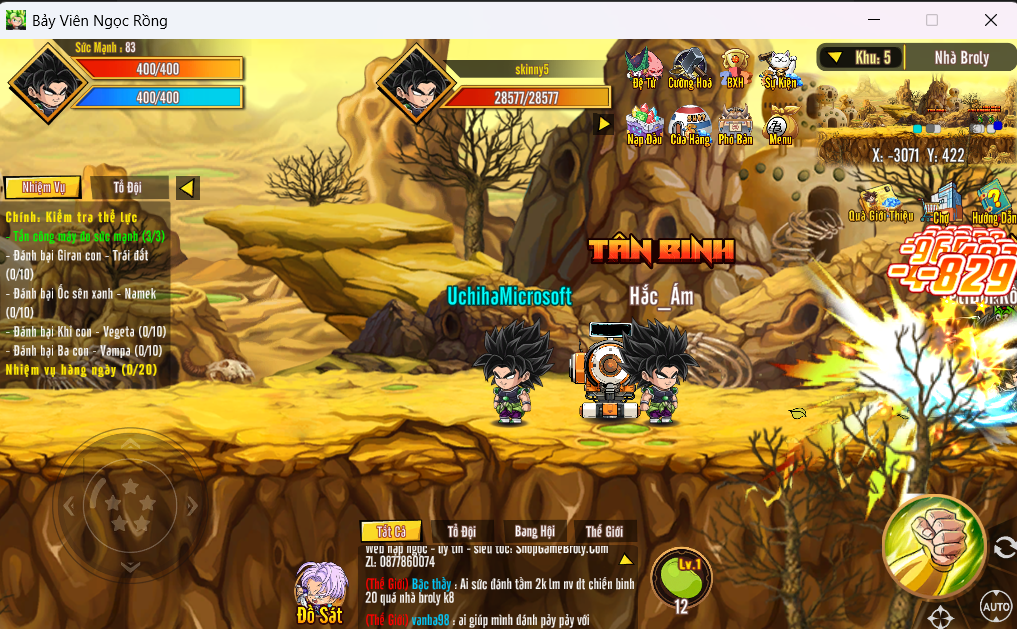 Bảy Viên Ngọc Rồng
Sức Mạnh : 83
400/400
400/400
skinny5
28577/28577
Đệ Tử
Cường Hoá
BXH
Sự Kiện
Nạp Đậu
Cửa Hàng
Phó Bản
Menu
Khu: 5
Nhà Broly
X: -3071 Y: 422
Quà Giới Thiệu
Chợ
Hướng Dẫn
Nhiệm Vụ
Tổ Đội
Chính: Kiểm tra thể lực
- Tấn công máy đo sức mạnh (3/3)
- Đánh bại Giran con - Trái đất
(0/10)
- Đánh bại Ốc sên xanh - Namek
(0/10)
- Đánh bại Khỉ con - Vegeta (0/10)
- Đánh bại Ba con - Vampa (0/10)
Nhiệm vụ hàng ngày (0/20)
TÂN BINH
UchihaMicrosoft
Hắc_Ám
-829
Tất Cả
Tổ Đội
Bang Hội
Thế Giới
Web nạp ngọc - uy tín - siêu tốc: ShopGameBroly.Com
ZL: 0877860074
(Thế Giới) Bậc thầy : Ai sức đánh tầm 2k lm nv dt chiến binh
20 quả nhà broly k8
(Thế Giới) vanba98 : ai giúp mình đánh pảy pảy với
Đồ Sát
Lv.1
12
AUTO